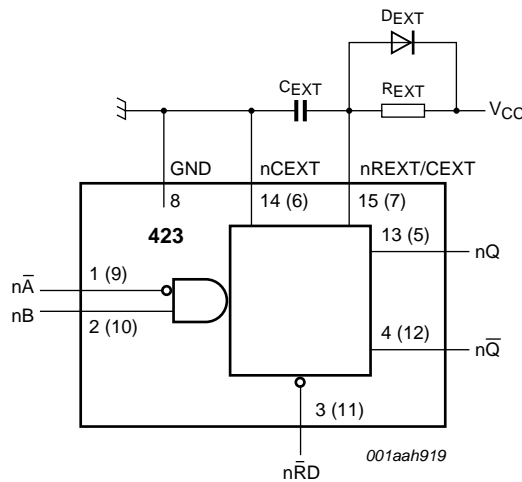 DEXT
CEXT
REXT
VCC
GND
nCEXT
nREXT/CEXT
8
14 (6)
15 (7)
423
13 (5)
nQ
1 (9)
nA̅
nB
2 (10)
4 (12)
nQ̅
3 (11)
001aah919
nR̅D